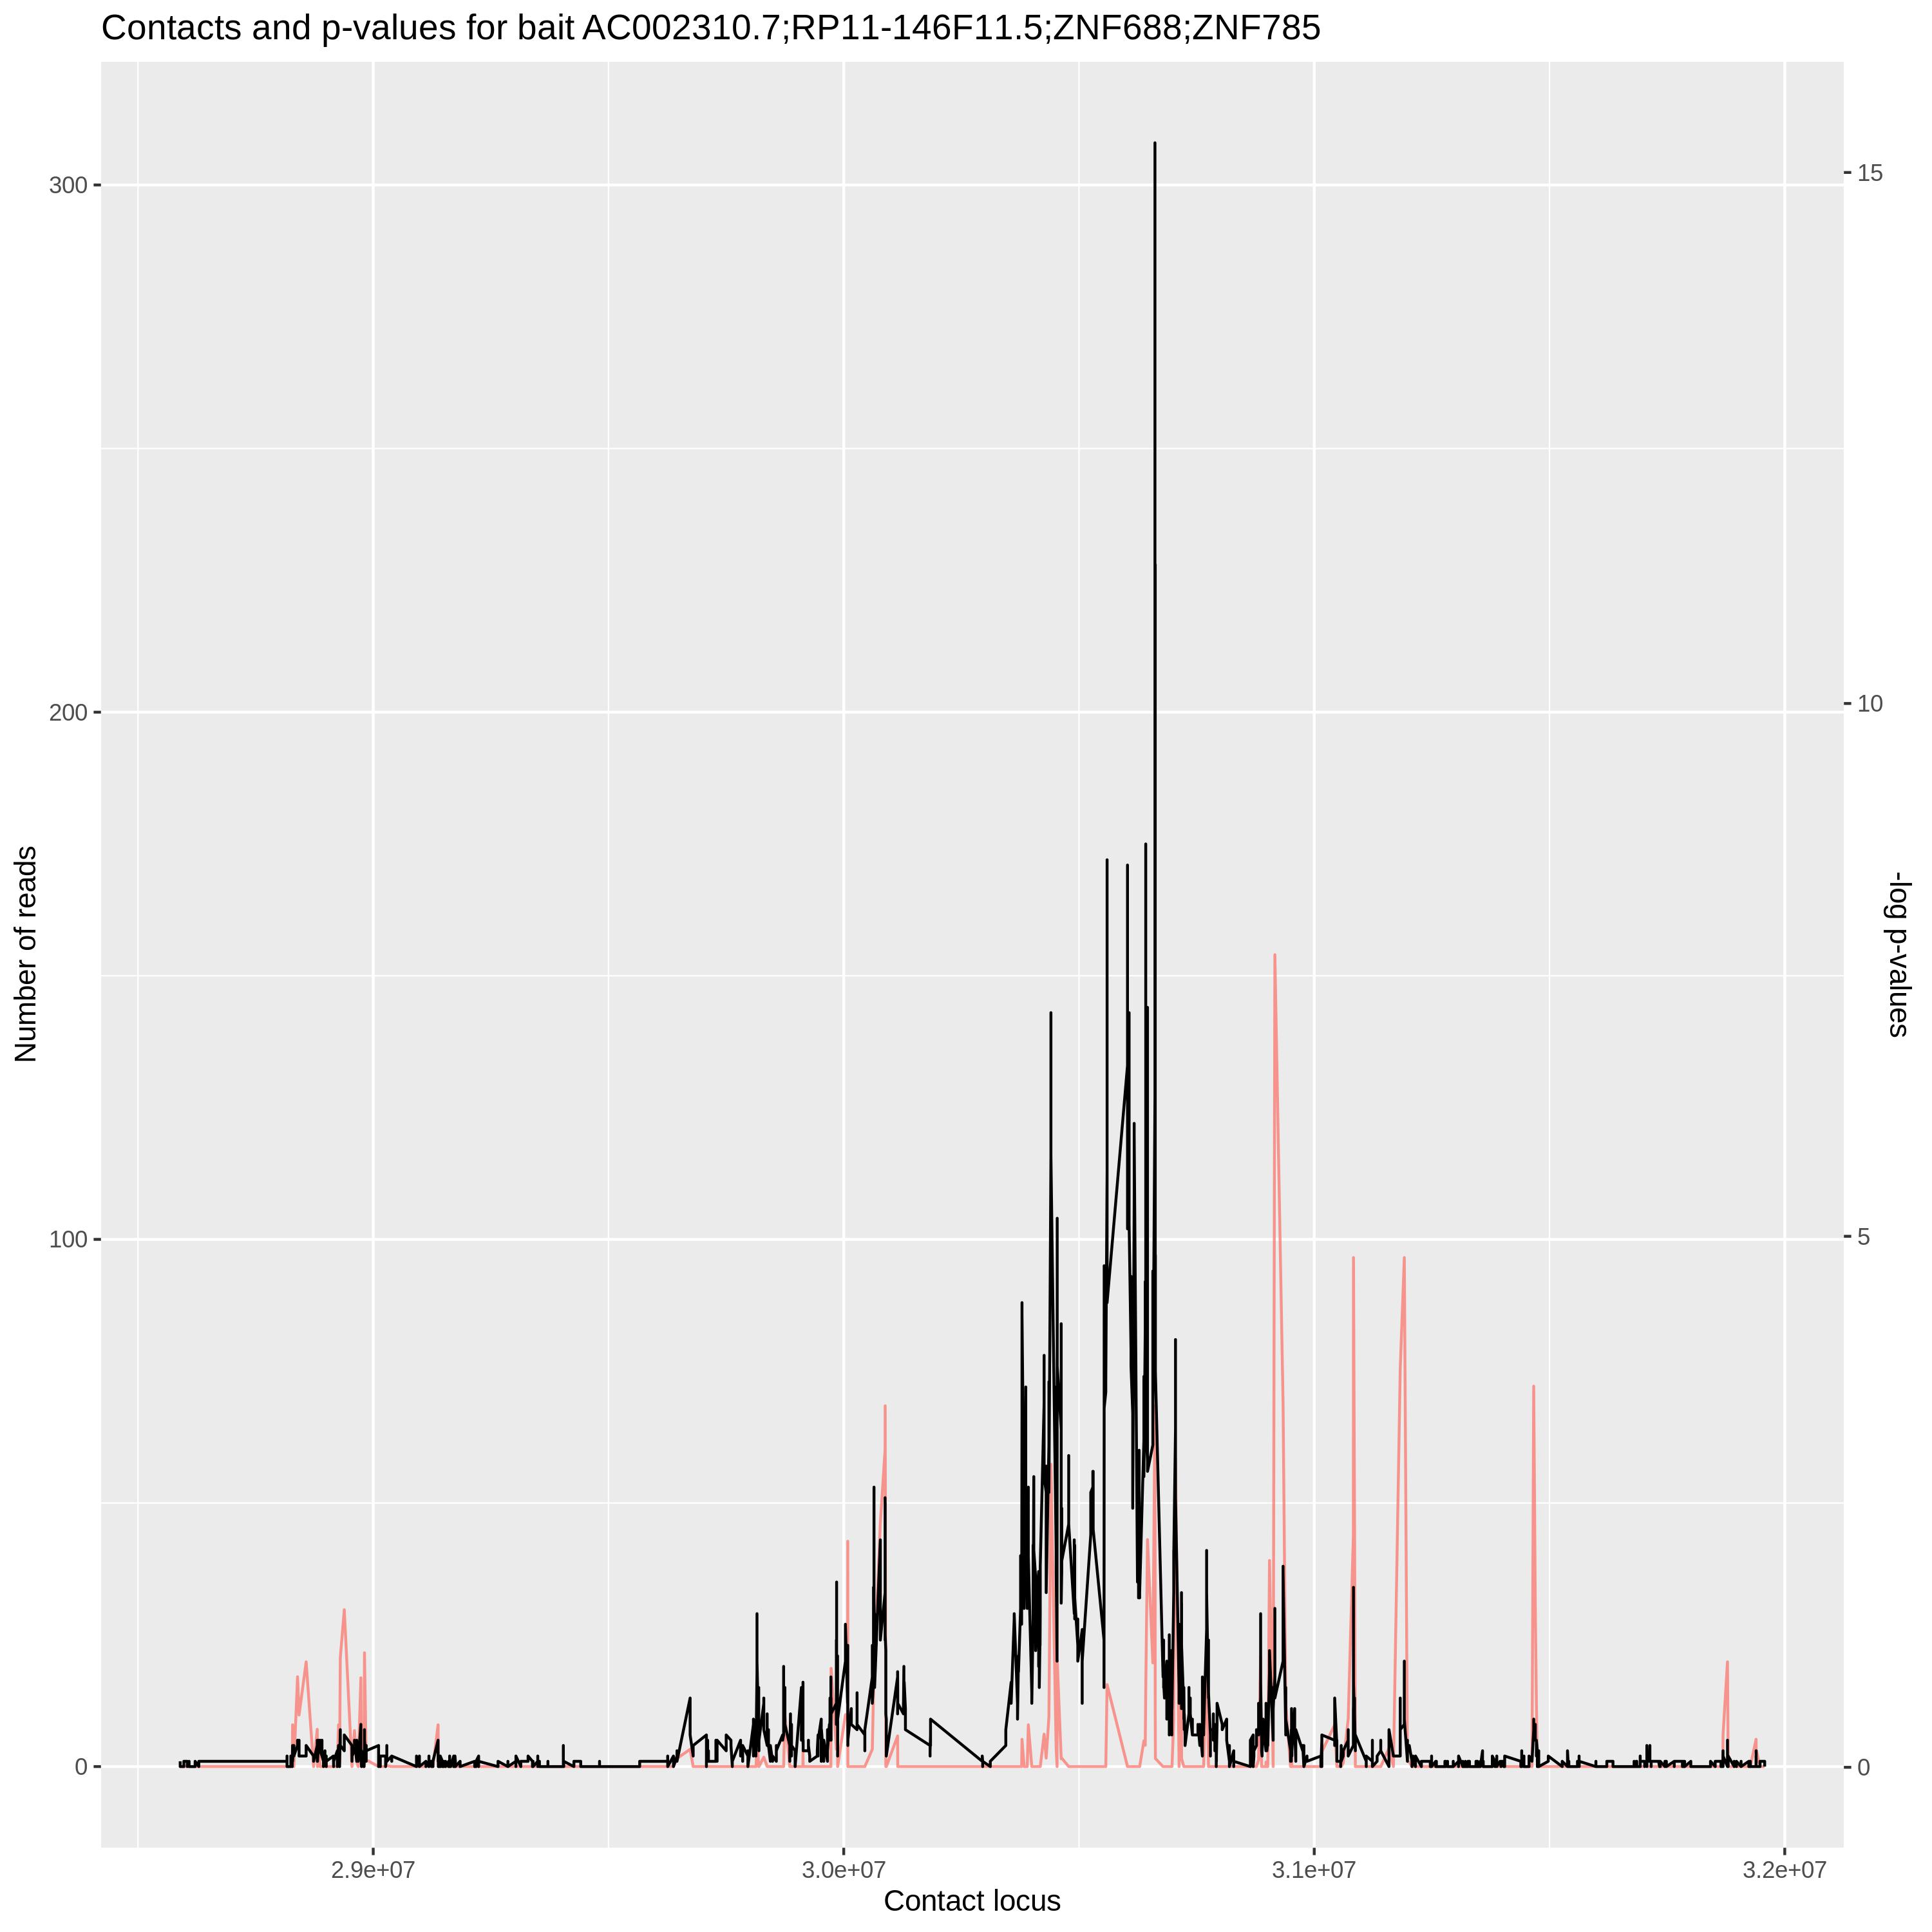 Contacts and p-values for bait AC002310.7;RP11-146F11.5;ZNF688;ZNF785
300
200
100
0
Number of reads
15
10
5
0
-log p-values
2.9e+07
3.0e+07
3.1e+07
3.2e+07
Contact locus